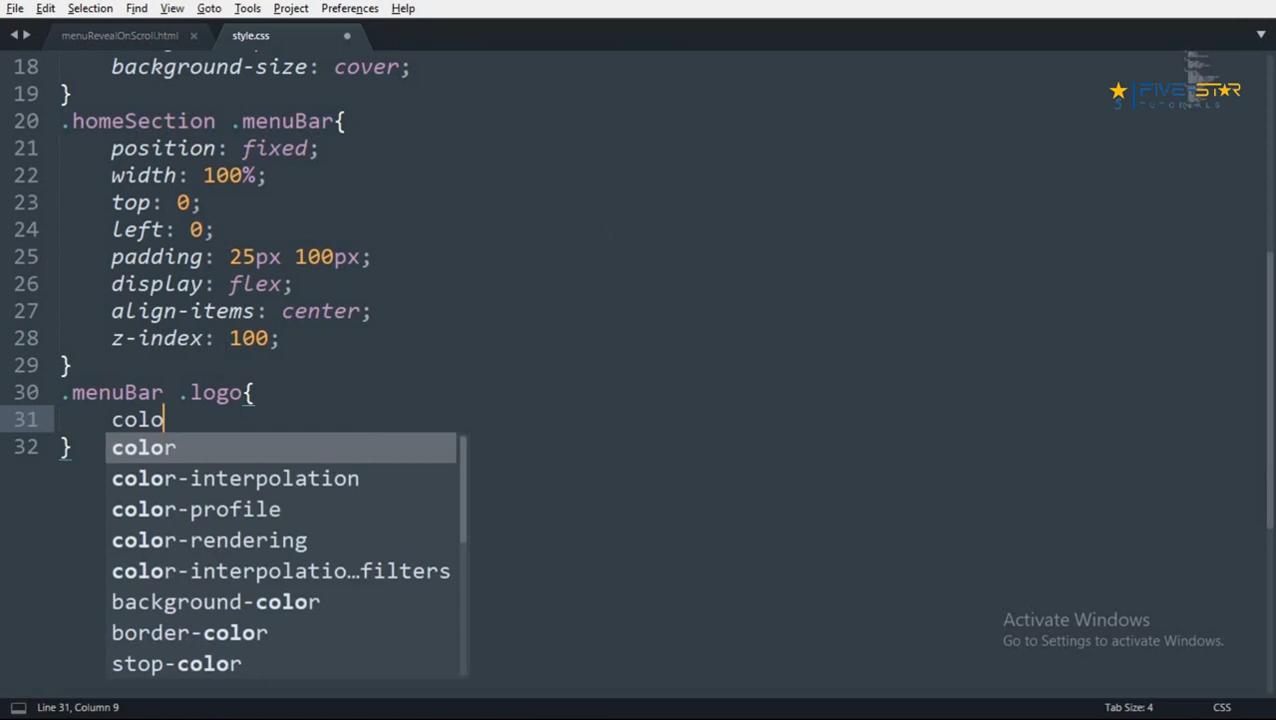 File Edit Selection Find View Goto Tools Project Preferences Help
menuRevealOnScroll.html × style.css
18 background-size: cover;
19 }
20 .homeSection .menuBar{
21 position: fixed;
22 width: 100%;
23 top: 0;
24 left: 0;
25 padding: 25px 100px;
26 display: flex;
27 align-items: center;
28 z-index: 100;
29 }
30 .menuBar .logo{
31 colo
32 }
color
color-interpolation
color-profile
color-rendering
color-interpolatio…filters
background-color
border-color
stop-color
FIVE-STAR
5 TUTORIALS
Activate Windows
Go to Settings to activate Windows.
Line 31, Column 9 Tab Size: 4 CSS